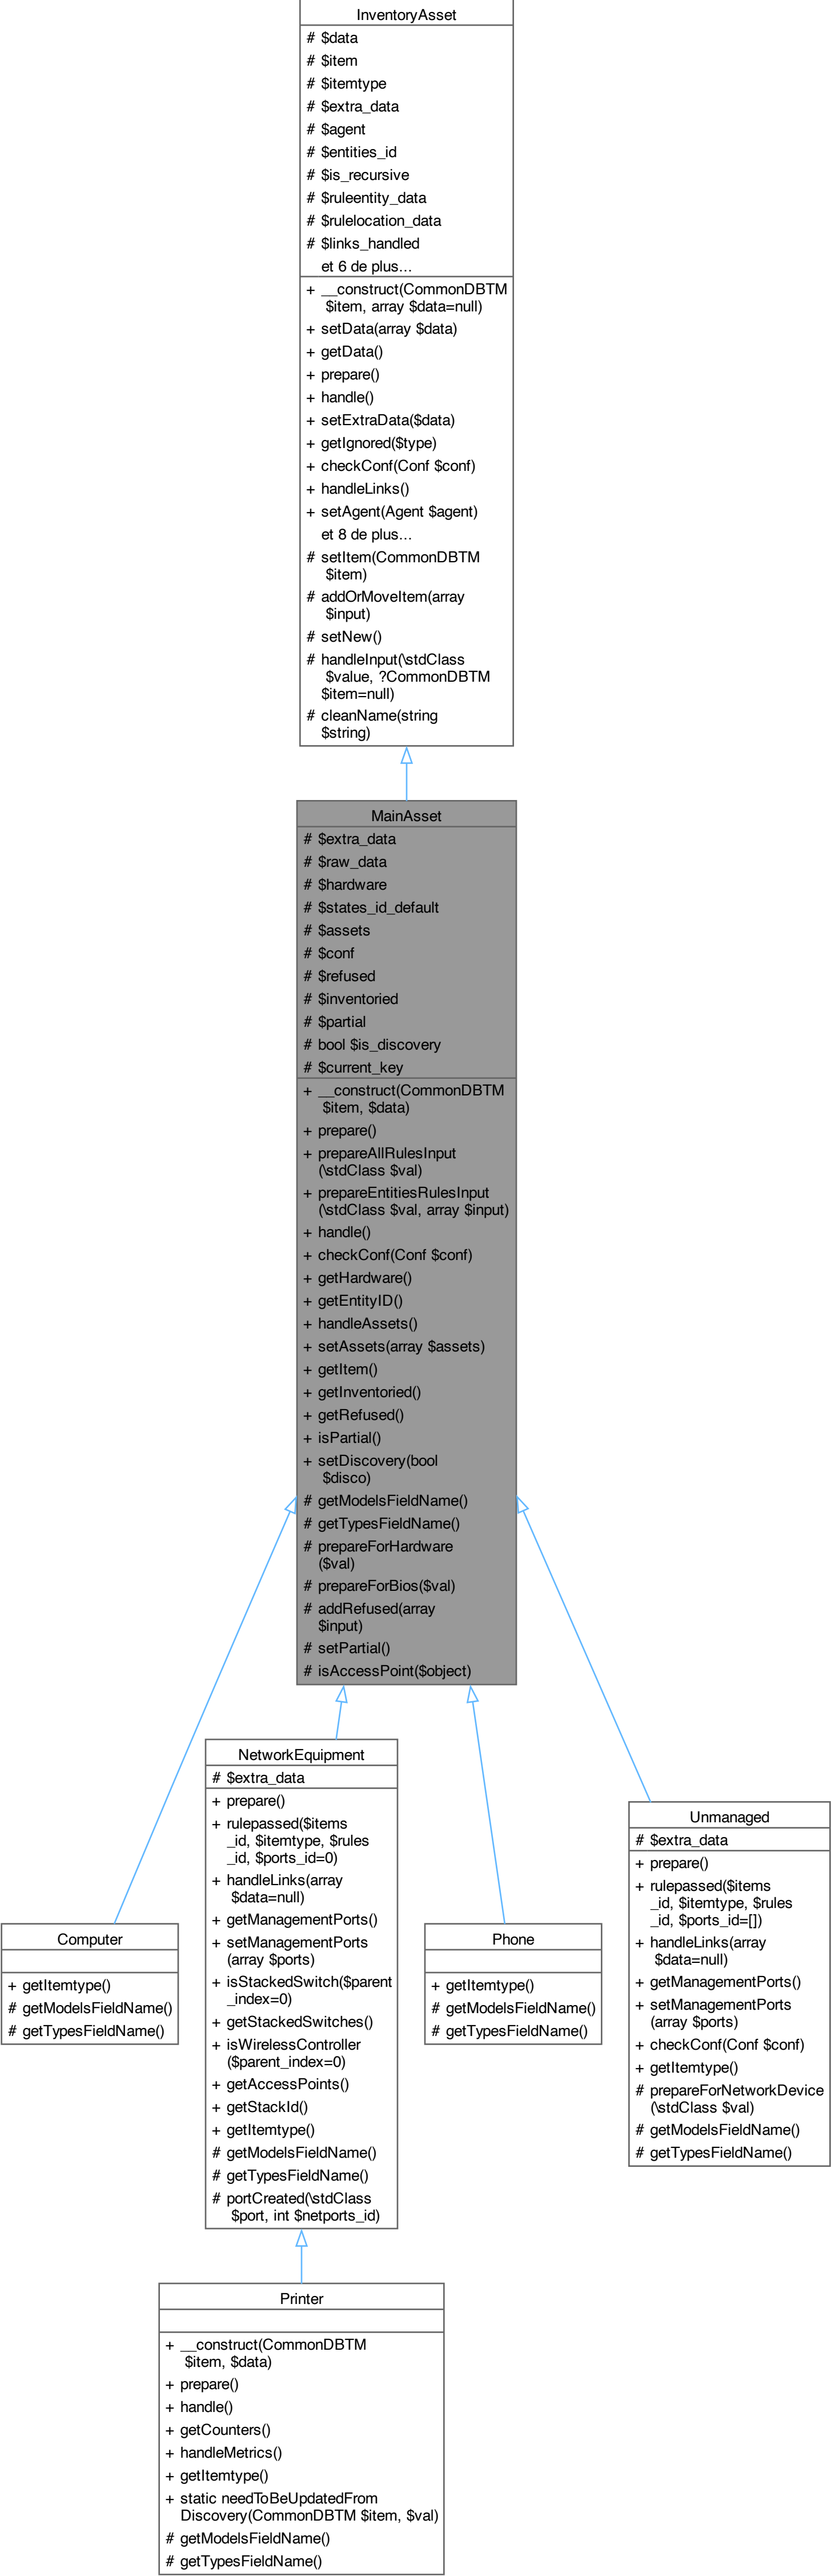 InventoryAsset
# $data
# $item
# $itemtype
# $extra_data
# $agent
# $entities_id
# $is_recursive
# $ruleentity_data
# $rulelocation_data
# $links_handled
et 6 de plus...
+ __construct(CommonDBTM
$item, array $data=null)
+ setData(array $data)
+ getData()
+ prepare()
+ handle()
+ setExtraData($data)
+ getIgnored($type)
+ checkConf(Conf $conf)
+ handleLinks()
+ setAgent(Agent $agent)
et 8 de plus...
# setItem(CommonDBTM
$item)
# addOrMoveItem(array
$input)
# setNew()
# handleInput(\stdClass
$value, ?CommonDBTM
$item=null)
# cleanName(string
$string)
MainAsset
# $extra_data
# $raw_data
# $hardware
# $states_id_default
# $assets
# $conf
# $refused
# $inventoried
# $partial
# bool $is_discovery
# $current_key
+ __construct(CommonDBTM
$item, $data)
+ prepare()
+ prepareAllRulesInput
(\stdClass $val)
+ prepareEntitiesRulesInput
(\stdClass $val, array $input)
+ handle()
+ checkConf(Conf $conf)
+ getHardware()
+ getEntityID()
+ handleAssets()
+ setAssets(array $assets)
+ getItem()
+ getInventoried()
+ getRefused()
+ isPartial()
+ setDiscovery(bool
$disco)
# getModelsFieldName()
# getTypesFieldName()
# prepareForHardware
($val)
# prepareForBios($val)
# addRefused(array
$input)
# setPartial()
# isAccessPoint($object)
Computer
+ getItemtype()
# getModelsFieldName()
# getTypesFieldName()
NetworkEquipment
# $extra_data
+ prepare()
+ rulepassed($items
_id, $itemtype, $rules
_id, $ports_id=0)
+ handleLinks(array
$data=null)
+ getManagementPorts()
+ setManagementPorts
(array $ports)
+ isStackedSwitch($parent
_index=0)
+ getStackedSwitches()
+ isWirelessController
($parent_index=0)
+ getAccessPoints()
+ getStackId()
+ getItemtype()
# getModelsFieldName()
# getTypesFieldName()
# portCreated(\stdClass
$port, int $netports_id)
Phone
+ getItemtype()
# getModelsFieldName()
# getTypesFieldName()
Unmanaged
# $extra_data
+ prepare()
+ rulepassed($items
_id, $itemtype, $rules
_id, $ports_id=[])
+ handleLinks(array
$data=null)
+ getManagementPorts()
+ setManagementPorts
(array $ports)
+ checkConf(Conf $conf)
+ getItemtype()
# prepareForNetworkDevice
(\stdClass $val)
# getModelsFieldName()
# getTypesFieldName()
Printer
+ __construct(CommonDBTM
$item, $data)
+ prepare()
+ handle()
+ getCounters()
+ handleMetrics()
+ getItemtype()
+ static needToBeUpdatedFrom
Discovery(CommonDBTM $item, $val)
# getModelsFieldName()
# getTypesFieldName()